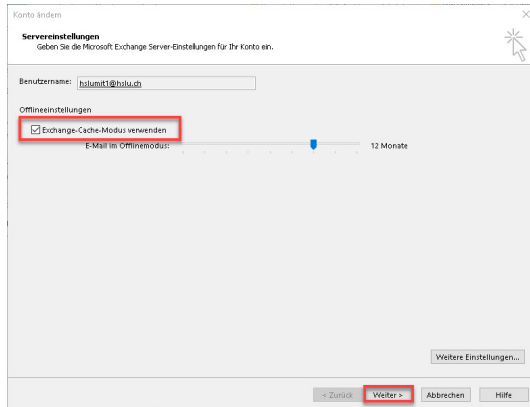 Konto ändern
Servereinstellungen
Geben Sie die Microsoft Exchange Server-Einstellungen für Ihr Konto ein.
Benutzername: hslumit1@hslu.ch
Offlineeinstellungen
Exchange-Cache-Modus verwenden
E-Mail im Offlinemodus: 12 Monate
Weitere Einstellungen...
< Zurück Weiter > Abbrechen Hilfe